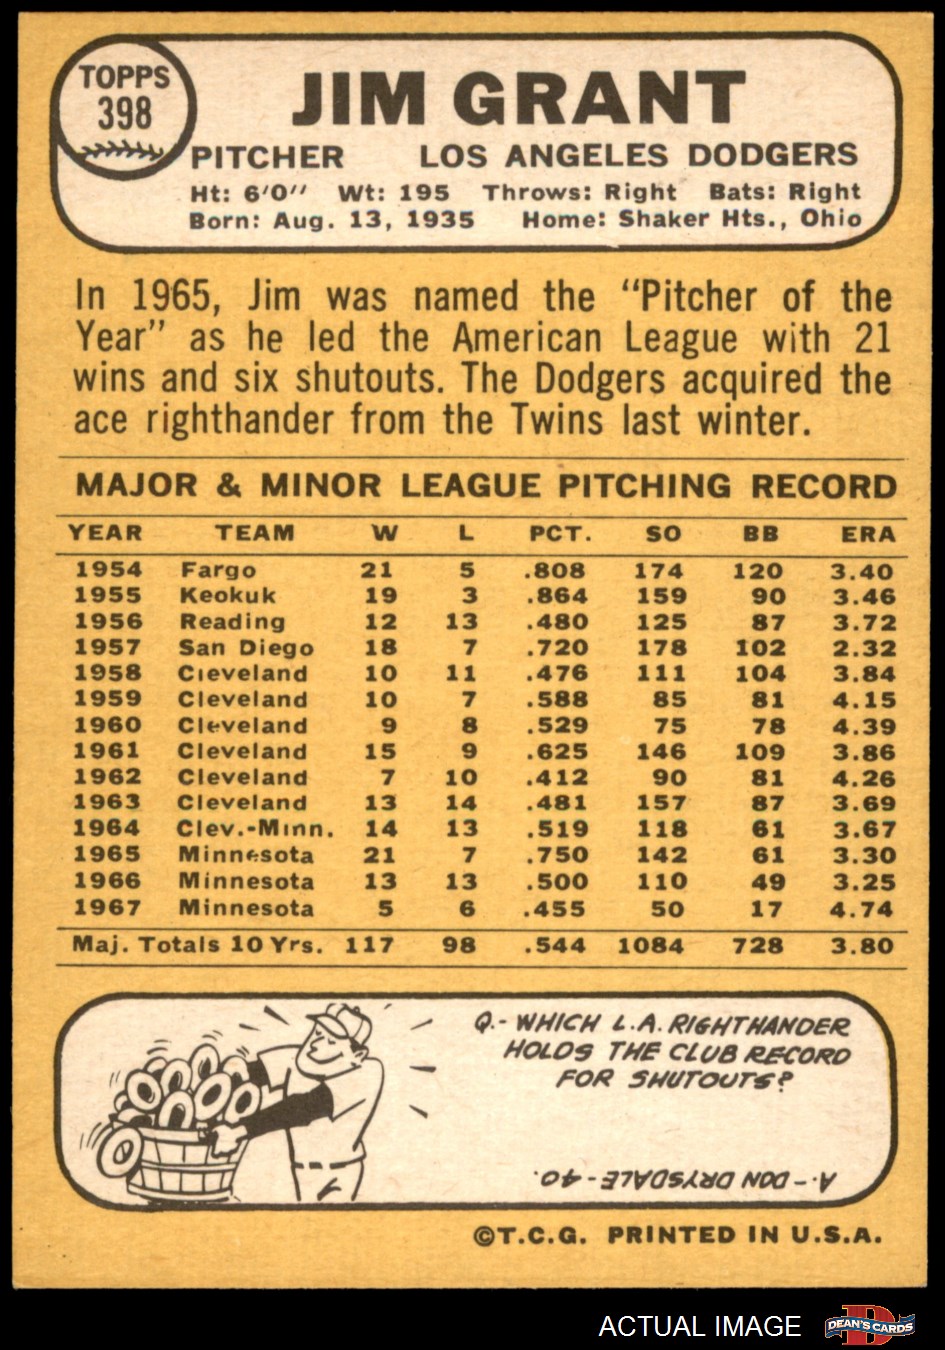 TOPPS
398
JIM GRANT
PITCHER LOS ANGELES DODGERS
Ht: 6'0" Wt: 195 Throws: Right Bats: Right
Born: Aug. 13, 1935 Home: Shaker Hts., Ohio
In 1965, Jim was named the "Pitcher of the
Year" as he led the American League with 21
wins and six shutouts. The Dodgers acquired the
ace righthander from the Twins last winter.
MAJOR & MINOR LEAGUE PITCHING RECORD
YEAR TEAM W L PCT. SO BB ERA
1954 Fargo 21 5 .808 174 120 3.40
1955 Keokuk 19 3 .864 159 90 3.46
1956 Reading 12 13 .480 125 87 3.72
1957 San Diego 18 7 .720 178 102 2.32
1958 Cleveland 10 11 .476 111 104 3.84
1959 Cleveland 10 7 .588 85 81 4.15
1960 Cleveland 9 8 .529 75 78 4.39
1961 Cleveland 15 9 .625 146 109 3.86
1962 Cleveland 7 10 .412 90 81 4.26
1963 Cleveland 13 14 .481 157 87 3.69
1964 Clev.-Minn. 14 13 .519 118 61 3.67
1965 Minnesota 21 7 .750 142 61 3.30
1966 Minnesota 13 13 .500 110 49 3.25
1967 Minnesota 5 6 .455 50 17 4.74
Maj. Totals 10 Yrs. 117 98 .544 1084 728 3.80
Q.- WHICH L.A. RIGHTHANDER
HOLDS THE CLUB RECORD
FOR SHUTOUTS?
A.- DON DRYSDALE - 40.
©T.C.G. PRINTED IN U.S.A.
ACTUAL IMAGE D DEAN'S CARDS